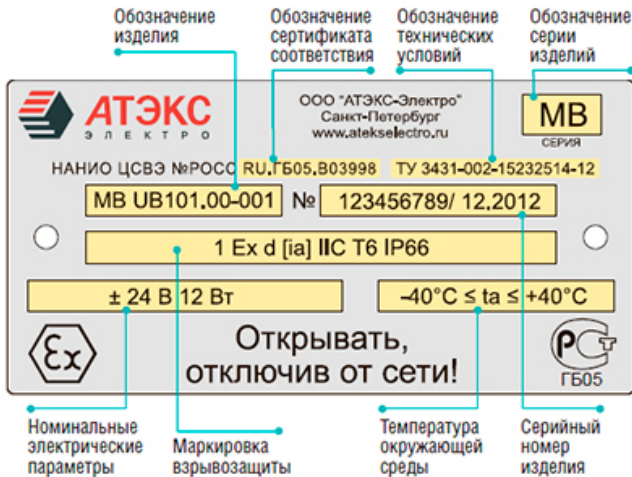 Обозначение
изделия
Обозначение
сертификата
соответствия
Обозначение
технических
условий
Обозначение
серии
изделий
АТЭКС
ЭЛЕКТРО
ООО "АТЭКС-Электро"
Санкт-Петербург
www.atekselectro.ru
МВ
СЕРИЯ
НАНИО ЦСВЭ №РОСС RU.ГБ05.В03998 ТУ 3431-002-15232514-12
МВ UB101.00-001 № 123456789/ 12.2012
1 Ex d [ia] IIC T6 IP66
± 24 В 12 Вт
-40°C ≤ ta ≤ +40°C
Ex
Открывать,
отключив от сети!
РСТ
ГБ05
Номинальные
электрические
параметры
Маркировка
взрывозащиты
Температура
окружающей
среды
Серийный
номер
изделия